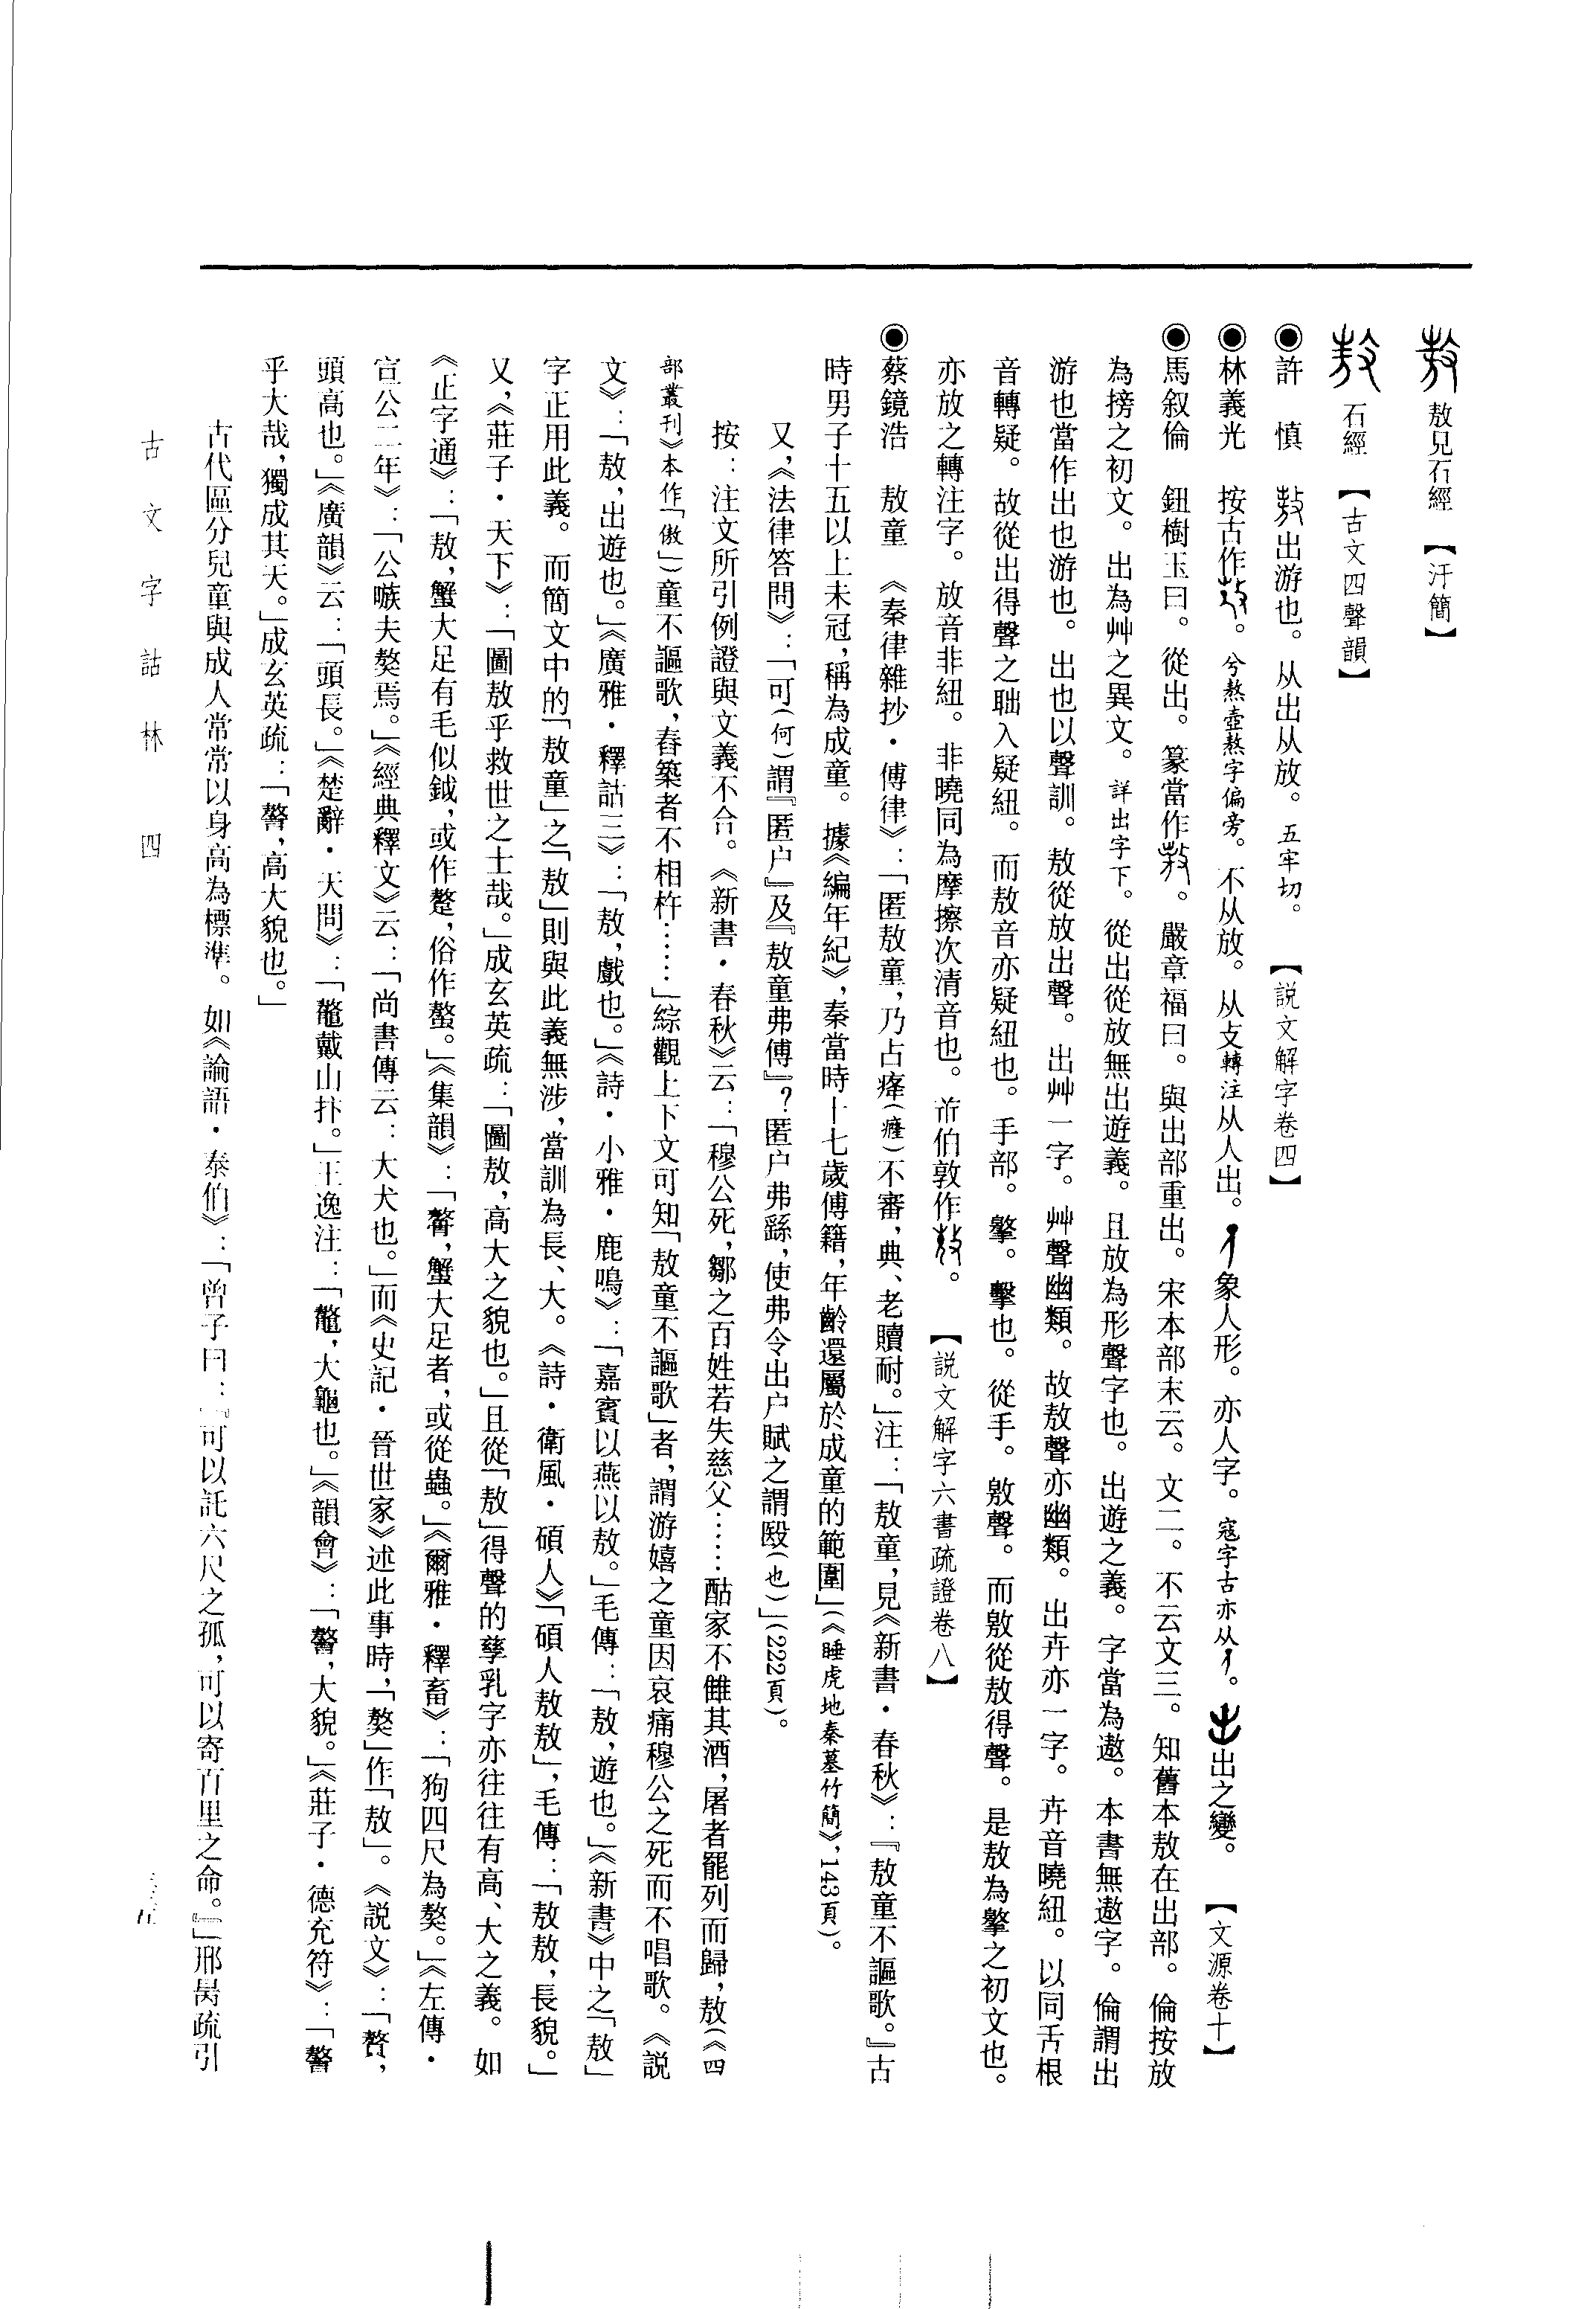 敖見石經　【汗簡】
石經　【古文四聲韻】
◉許　慎　出游也。从出从放。五牢切。　【説文解字卷四】
◉林義光　按古作。兮熬壺熬字偏旁。不从放。从攴轉注从人出。象人形。亦人字。寇字古亦从。出之變。　【文源卷十】
◉馬叙倫　鈕樹玉曰。從出。篆當作。嚴章福曰。與出部重出。宋本部末云。文二。不云文三。知舊本敖在出部。倫按放
為搒之初文。出為艸之異文。詳出字下。從出從放無出遊義。且放為形聲字也。出遊之義。字當為遨。本書無遨字。倫謂出
游也當作出也游也。出也以聲訓。敖從放出聲。出艸一字。艸聲幽類。故敖聲亦幽類。出卉亦一字。卉音曉紐。以同舌根
音轉疑。故從出得聲之聉入疑紐。而敖音亦疑紐也。手部。擎。擊也。從手。敫聲。而敫從敖得聲。是敖為擎之初文也。
亦放之轉注字。放音非紐。非曉同為摩擦次清音也。㡭伯敦作。　【説文解字六書疏證卷八】
◉蔡鏡浩　敖童　《秦律雜抄·傅律》：「匿敖童，乃占㾏（癃）不審，典、老贖耐。」注：「敖童，見《新書·春秋》：『敖童不謳歌。』古
時男子十五以上未冠，稱為成童。據《編年紀》，秦當時十七歲傅籍，年齡還屬於成童的範圍」（《睡虎地秦墓竹簡》，143頁）。
又，《法律答問》：「可（何）謂『匿户』及『敖童弗傅』？匿户弗繇，使弗令出户賦之謂殹（也）」（222頁）。
按：注文所引例證與文義不合。《新書·春秋》云：「穆公死，鄒之百姓若失慈父……酤家不雔其酒，屠者罷列而歸，敖（《四
部叢刊》本作「傲」）童不謳歌，舂築者不相杵……」綜觀上下文可知「敖童不謳歌」者，謂游嬉之童因哀痛穆公之死而不唱歌。《説
文》：「敖，出遊也。」《廣雅·釋詁三》：「敖，戲也。」《詩·小雅·鹿鳴》：「嘉賓以燕以敖。」毛傳：「敖，遊也。」《新書》中之「敖」
字正用此義。而簡文中的「敖童」之「敖」則與此義無涉，當訓為長、大。《詩·衛風·碩人》「碩人敖敖」，毛傳：「敖敖，長貌。」
又，《莊子·天下》：「圖敖乎救世之士哉。」成玄英疏：「圖敖，高大之貌也。」且從「敖」得聲的孳乳字亦往往有高、大之義。如
《正字通》：「敖，蟹大足有毛似鉞，或作螯，俗作螯。」《集韻》：「螯，蟹大足者，或從蟲。」《爾雅·釋畜》：「狗四尺為獒。」《左傳·
宣公二年》：「公嗾夫獒焉。」《經典釋文》云：「尚書傳云：大犬也。」而《史記·晉世家》述此事時，「獒」作「敖」。《説文》：「贅，
頭高也。」《廣韻》云：「頭長。」《楚辭·天問》：「鼇戴山抃。」王逸注：「鼇，大龜也。」《韻會》：「謷，大貌。」《莊子·德充符》：「謷
乎大哉，獨成其天。」成玄英疏：「謷，高大貌也。」
古代區分兒童與成人常常以身高為標準。如《論語·泰伯》：「曾子曰：『可以託六尺之孤，可以寄百里之命。』」邢昺疏引
古文字詁林　四